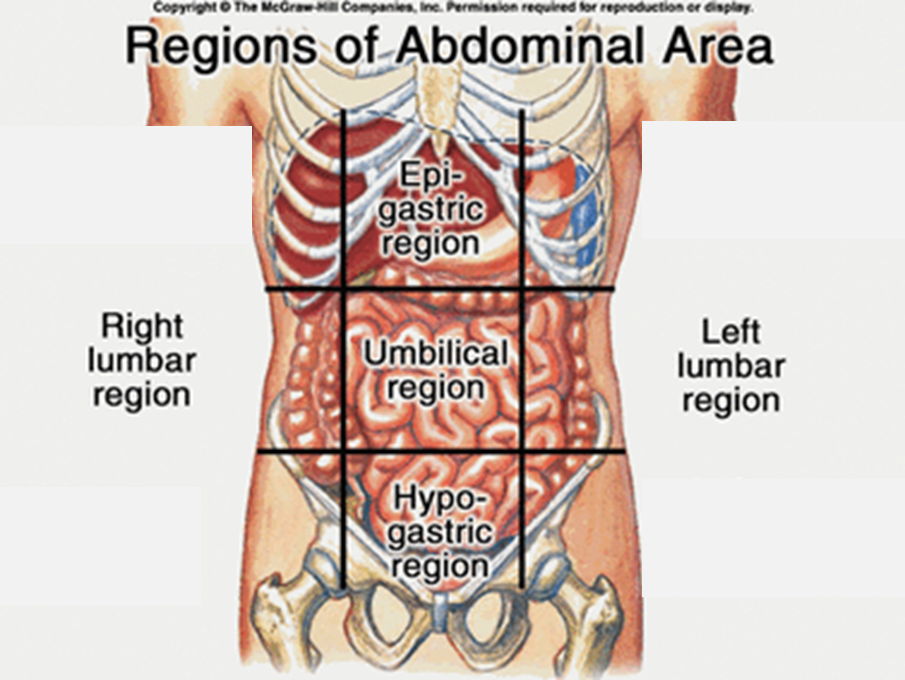 Copyright © The McGraw-Hill Companies, Inc. Permission required for reproduction or display.
Regions of Abdominal Area
Epi-
gastric
region
Right
lumbar
region
Umbilical
region
Left
lumbar
region
Hypo-
gastric
region